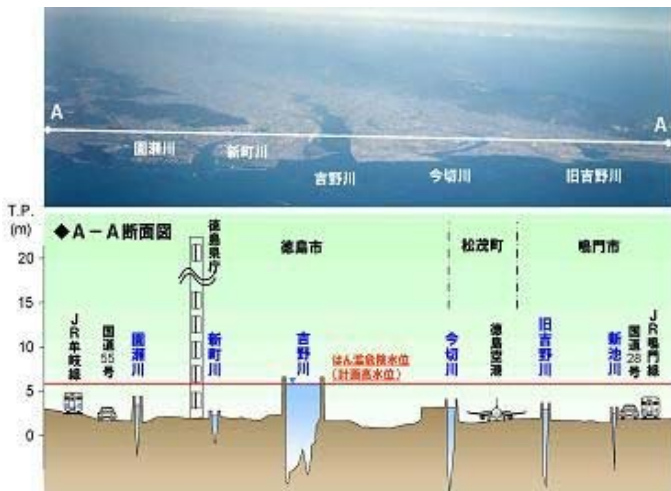 A
A
園瀬川
新町川
吉野川
今切川
旧吉野川
T.P.
(m)
◆A－A断面図
徳島県庁
徳島市
松茂町
鳴門市
20
15
10
5
0
JR牟岐線
国道55号
園瀬川
新町川
吉野川
はん濫危険水位
(計画高水位)
今切川
徳島空港
旧吉野川
新池川
国道28号
JR鳴門線